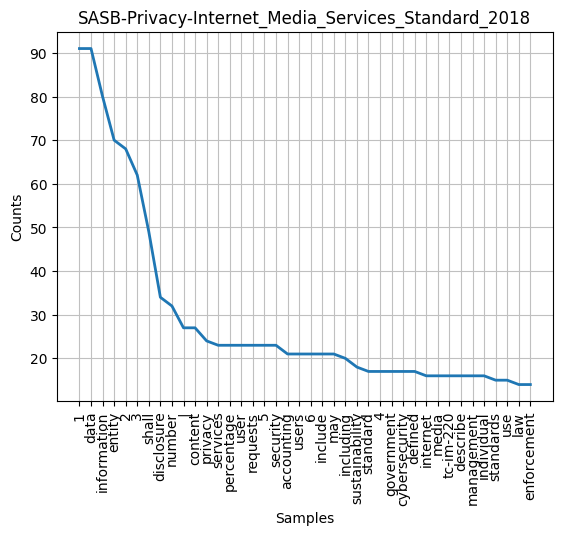 SASB-Privacy-Internet_Media_Services_Standard_2018
90
80
70
60
50
40
30
20
Counts
1
data
information
entity
2
3
shall
disclosure
number
|
content
privacy
services
percentage
user
requests
5
security
accounting
users
6
include
may
including
sustainability
standard
4
government
cybersecurity
defined
internet
media
tc-im-220
describe
management
individual
standards
use
law
enforcement
Samples